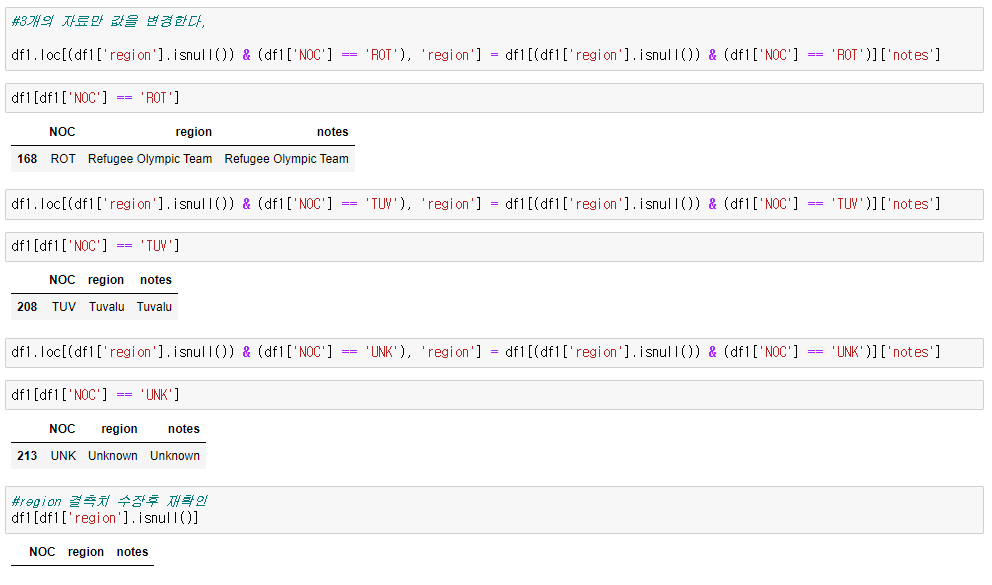 #3개의 자료만 값을 변경한다,
df1.loc[(df1['region'].isnull()) & (df1['NOC'] == 'ROT'), 'region'] = df1[(df1['region'].isnull()) & (df1['NOC'] == 'ROT')]['notes']
df1[df1['NOC'] == 'ROT']
NOC region notes
168 ROT Refugee Olympic Team Refugee Olympic Team
df1.loc[(df1['region'].isnull()) & (df1['NOC'] == 'TUV'), 'region'] = df1[(df1['region'].isnull()) & (df1['NOC'] == 'TUV')]['notes']
df1[df1['NOC'] == 'TUV']
NOC region notes
208 TUV Tuvalu Tuvalu
df1.loc[(df1['region'].isnull()) & (df1['NOC'] == 'UNK'), 'region'] = df1[(df1['region'].isnull()) & (df1['NOC'] == 'UNK')]['notes']
df1[df1['NOC'] == 'UNK']
NOC region notes
213 UNK Unknown Unknown
#region 결측치 수장후 재확인
df1[df1['region'].isnull()]
NOC region notes